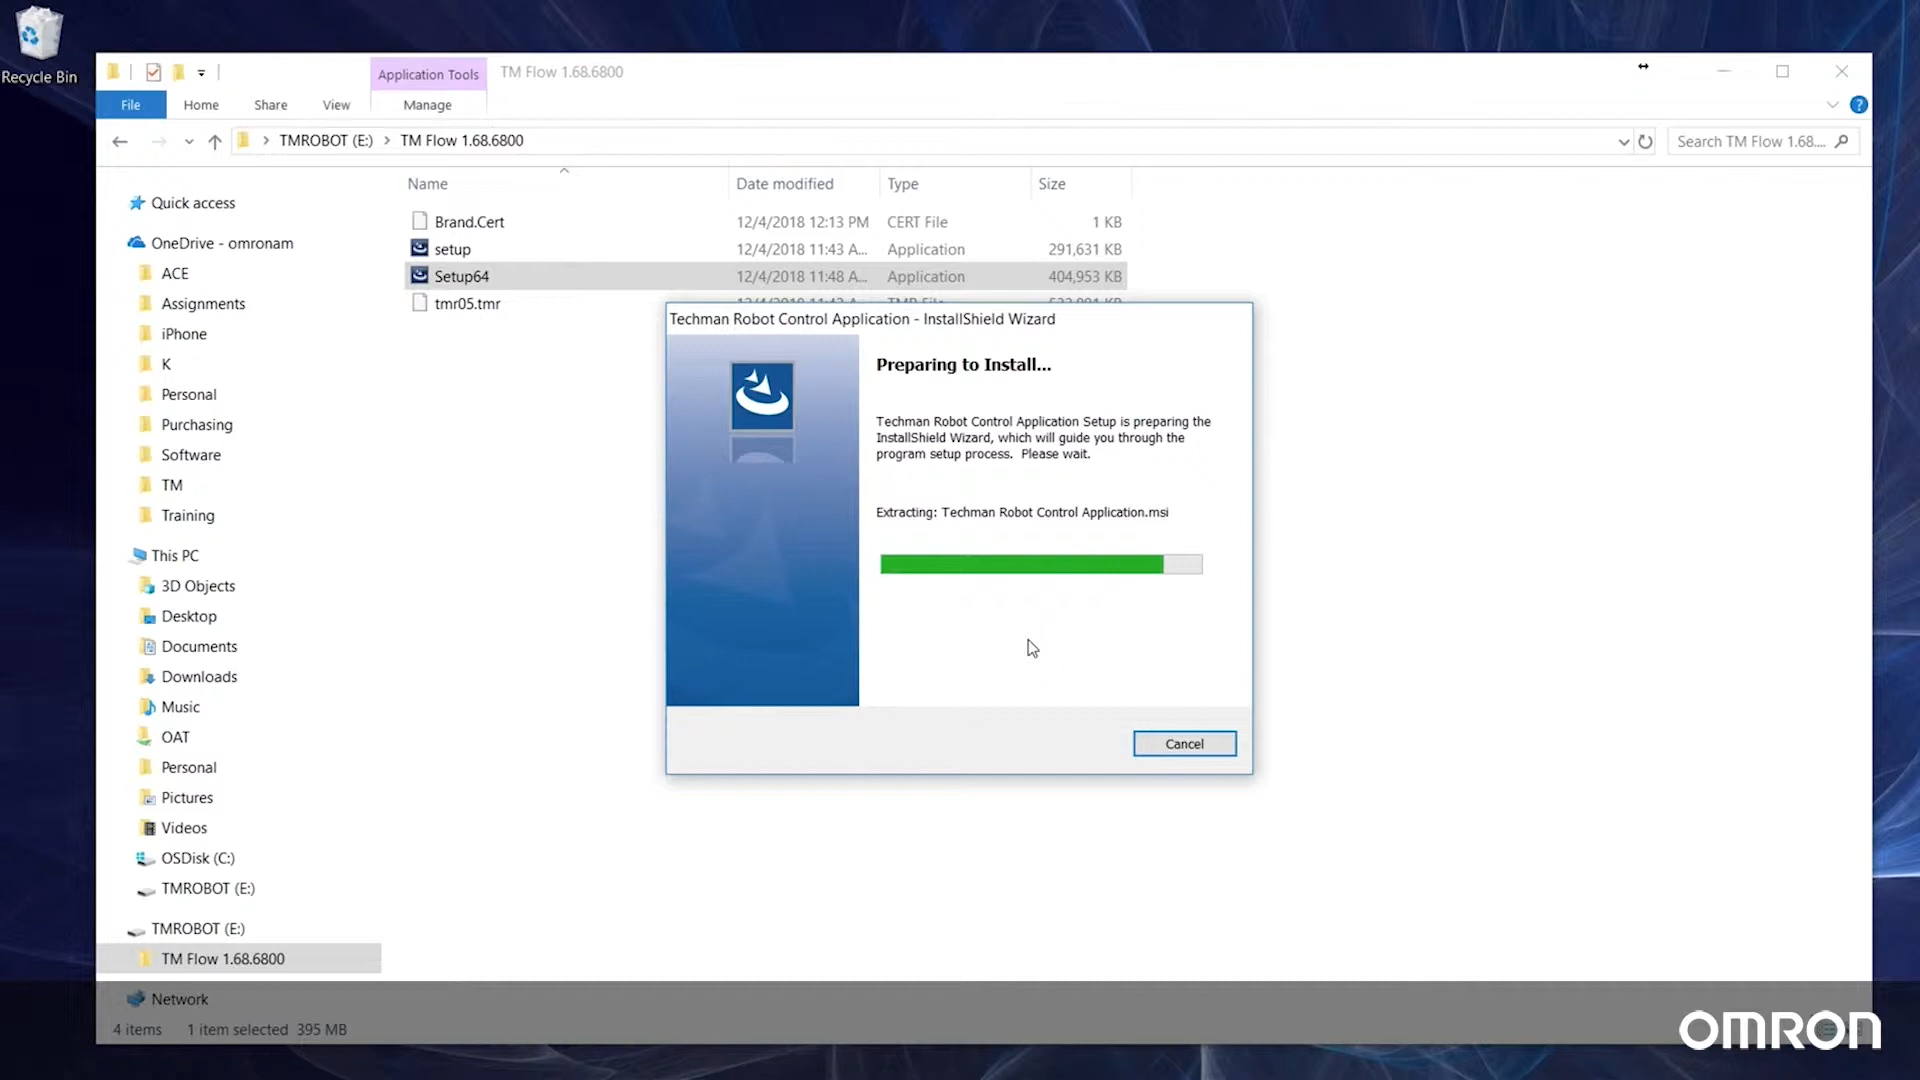 Recycle Bin
Application Tools
TM Flow 1.68.6800
File
Home
Share
View
Manage
TMROBOT (E:)
TM Flow 1.68.6800
Search TM Flow 1.68....
Name
Date modified
Type
Size
Brand.Cert
12/4/2018 12:13 PM
CERT File
1 KB
setup
12/4/2018 11:43 A...
Application
291,631 KB
Setup64
12/4/2018 11:48 A...
Application
404,953 KB
tmr05.tmr
Quick access
OneDrive - omronam
ACE
Assignments
iPhone
K
Personal
Purchasing
Software
TM
Training
This PC
3D Objects
Desktop
Documents
Downloads
Music
OAT
Personal
Pictures
Videos
OSDisk (C:)
TMROBOT (E:)
TMROBOT (E:)
TM Flow 1.68.6800
Network
4 items
1 item selected 395 MB
Techman Robot Control Application - InstallShield Wizard
Preparing to Install...
Techman Robot Control Application Setup is preparing the
InstallShield Wizard, which will guide you through the
program setup process. Please wait.
Extracting: Techman Robot Control Application.msi
Cancel
OMRON